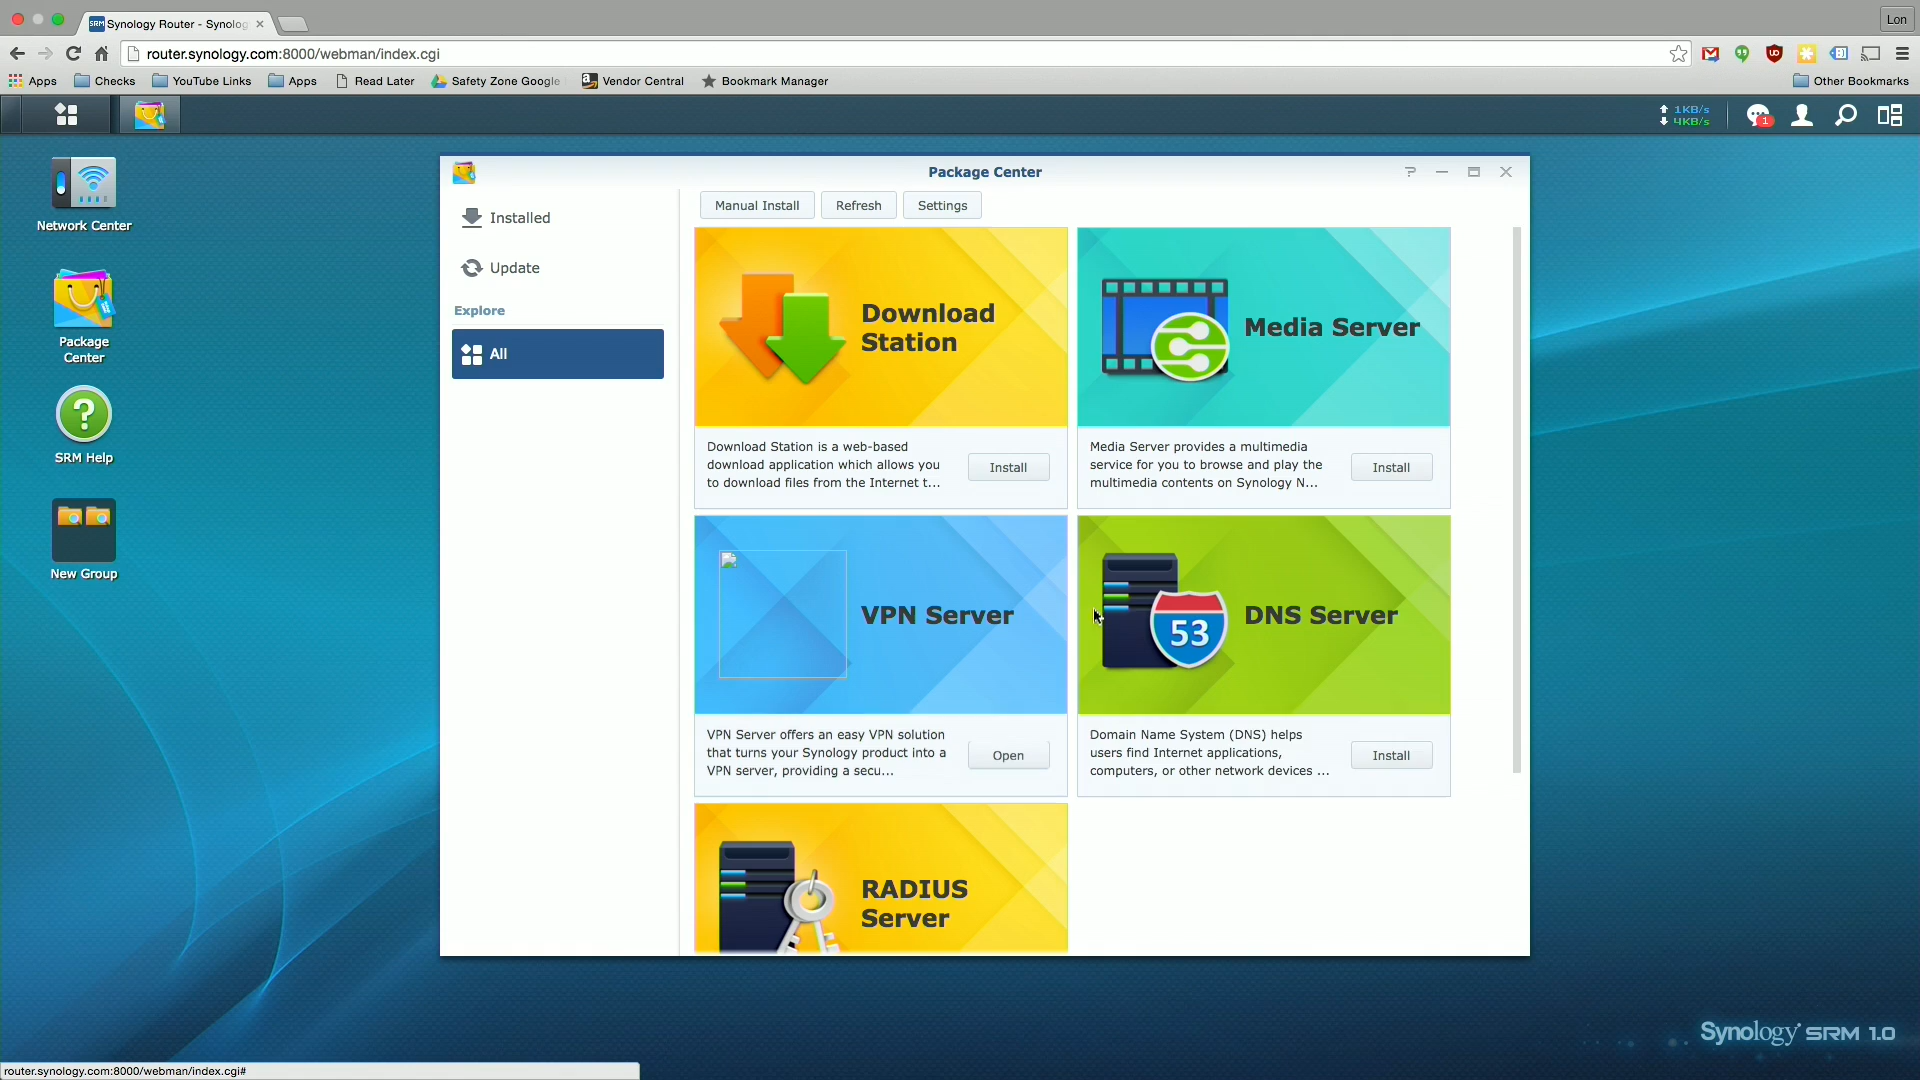 Synology Router - Synolo
Lon
router.synology.com:8000/webman/index.cgi
Apps
Checks
YouTube Links
Apps
Read Later
Safety Zone Google
Vendor Central
Bookmark Manager
Other Bookmarks
1KB/s
4KB/s
1
Network Center
Package
Center
SRM Help
New Group
Package Center
Installed
Update
Explore
All
Manual Install
Refresh
Settings
Download
Station
Download Station is a web-based
download application which allows you
to download files from the Internet t...
Install
Media Server
Media Server provides a multimedia
service for you to browse and play the
multimedia contents on Synology N...
Install
VPN Server
VPN Server offers an easy VPN solution
that turns your Synology product into a
VPN server, providing a secu...
Open
53
DNS Server
Domain Name System (DNS) helps
users find Internet applications,
computers, or other network devices ...
Install
RADIUS
Server
Synology SRM 1.0
router.synology.com:8000/webman/index.cgi#